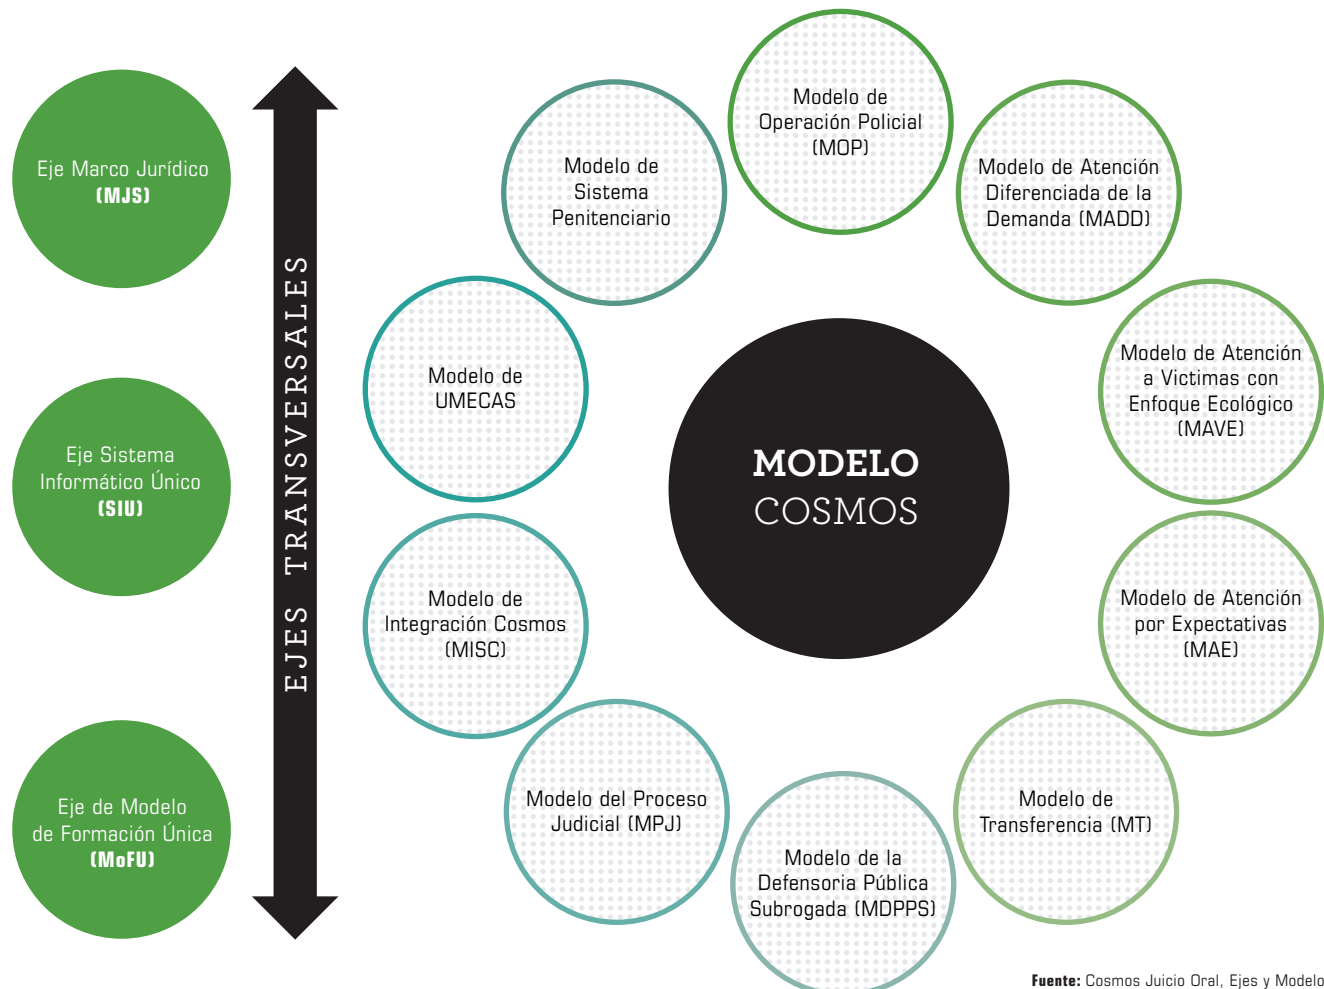 Eje Marco Jurídico
(MJS)
Eje Sistema
Informático Único
(SIU)
Eje de Modelo
de Formación Única
(MoFU)
EJES TRANSVERSALES
Modelo de
Operación Policial
(MOP)
Modelo de Atención
Diferenciada de la
Demanda (MADD)
Modelo de Atención
a Victimas con
Enfoque Ecológico
(MAVE)
Modelo de Atención
por Expectativas
(MAE)
Modelo de
Transferencia (MT)
Modelo de la
Defensoria Pública
Subrogada (MDPPS)
Modelo del Proceso
Judicial (MPJ)
Modelo de
Integración Cosmos
(MISC)
Modelo de
UMECAS
Modelo de
Sistema
Penitenciario
MODELO
COSMOS
Fuente: Cosmos Juicio Oral, Ejes y Modelo